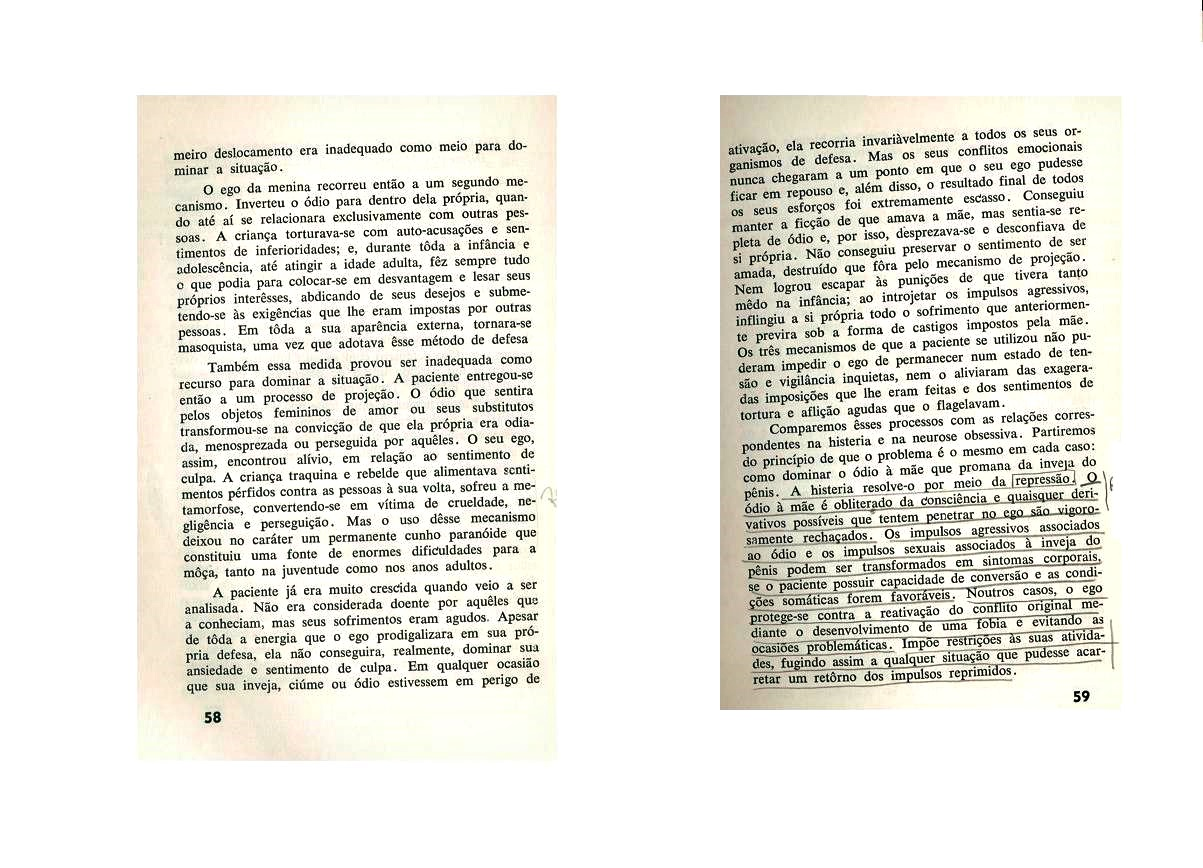 meiro deslocamento era inadequado como meio para do-
minar a situação.
O ego da menina recorreu então a um segundo me-
canismo. Inverteu o ódio para dentro dela própria, quan-
do até aí se relacionara exclusivamente com outras pes-
soas. A criança torturava-se com auto-acusações e sen-
timentos de inferioridades; e, durante tôda a infância e
adolescência, até atingir a idade adulta, fêz sempre tudo
o que podia para colocar-se em desvantagem e lesar seus
próprios interêsses, abdicando de seus desejos e subme-
tendo-se às exigências que lhe eram impostas por outras
pessoas. Em tôda a sua aparência externa, tornara-se
masoquista, uma vez que adotava êsse método de defesa
Também essa medida provou ser inadequada como
recurso para dominar a situação. A paciente entregou-se
então a um processo de projeção. O ódio que sentira
pelos objetos femininos de amor ou seus substitutos
transformou-se na convicção de que ela própria era odia-
da, menosprezada ou perseguida por aquêles. O seu ego,
assim, encontrou alívio, em relação ao sentimento de
culpa. A criança traquina e rebelde que alimentava senti-
mentos pérfidos contra as pessoas à sua volta, sofreu a me-
tamorfose, convertendo-se em vítima de crueldade, ne-
gligência e perseguição. Mas o uso dêsse mecanismo
deixou no caráter um permanente cunho paranóide que
constituiu uma fonte de enormes dificuldades para a
môça, tanto na juventude como nos anos adultos.
A paciente já era muito crescida quando veio a ser
analisada. Não era considerada doente por aquêles que
a conheciam, mas seus sofrimentos eram agudos. Apesar
de tôda a energia que o ego prodigalizara em sua pró-
pria defesa, ela não conseguira, realmente, dominar sua
ansiedade e sentimento de culpa. Em qualquer ocasião
que sua inveja, ciúme ou ódio estivessem em perigo de
58
ativação, ela recorria invariàvelmente a todos os seus or-
ganismos de defesa. Mas os seus conflitos emocionais
nunca chegaram a um ponto em que o seu ego pudesse
ficar em repouso e, além disso, o resultado final de todos
os seus esforços foi extremamente escasso. Conseguiu
manter a ficção de que amava a mãe, mas sentia-se re-
pleta de ódio e, por isso, desprezava-se e desconfiava de
si própria. Não conseguiu preservar o sentimento de ser
amada, destruído que fôra pelo mecanismo de projeção.
Nem logrou escapar às punições de que tivera tanto
mêdo na infância; ao introjetar os impulsos agressivos,
inflingiu a si própria todo o sofrimento que anteriormen-
te previra sob a forma de castigos impostos pela mãe.
Os três mecanismos de que a paciente se utilizou não pu-
deram impedir o ego de permanecer num estado de ten-
são e vigilância inquietas, nem o aliviaram das exagera-
das imposições que lhe eram feitas e dos sentimentos de
tortura e aflição agudas que o flagelavam.
Comparemos êsses processos com as relações corres-
pondentes na histeria e na neurose obsessiva. Partiremos
do princípio de que o problema é o mesmo em cada caso:
como dominar o ódio à mãe que promana da inveja do
pênis. A histeria resolve-o por meio da repressão. O
ódio à mãe é obliterado da consciência e quaisquer deri-
vativos possíveis que tentem penetrar no ego são vigoro-
samente rechaçados. Os impulsos agressivos associados
ao ódio e os impulsos sexuais associados à inveja do
pênis podem ser transformados em sintomas corporais,
se o paciente possuir capacidade de conversão e as condi-
ções somáticas forem favoráveis. Noutros casos, o ego
protege-se contra a reativação do conflito original me-
diante o desenvolvimento de uma fobia e evitando as
ocasiões problemáticas. Impõe restrições às suas ativida-
des, fugindo assim a qualquer situação que pudesse acar-
retar um retôrno dos impulsos reprimidos.
59